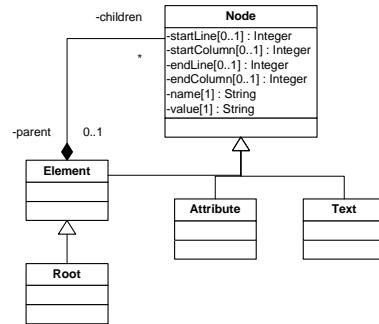 -children
Node
-startLine[0..1] : Integer
-startColumn[0..1] : Integer
-endLine[0..1] : Integer
-endColumn[0..1] : Integer
-name[1] : String
-value[1] : String
*
-parent
0..1
Element
Attribute
Text
Root